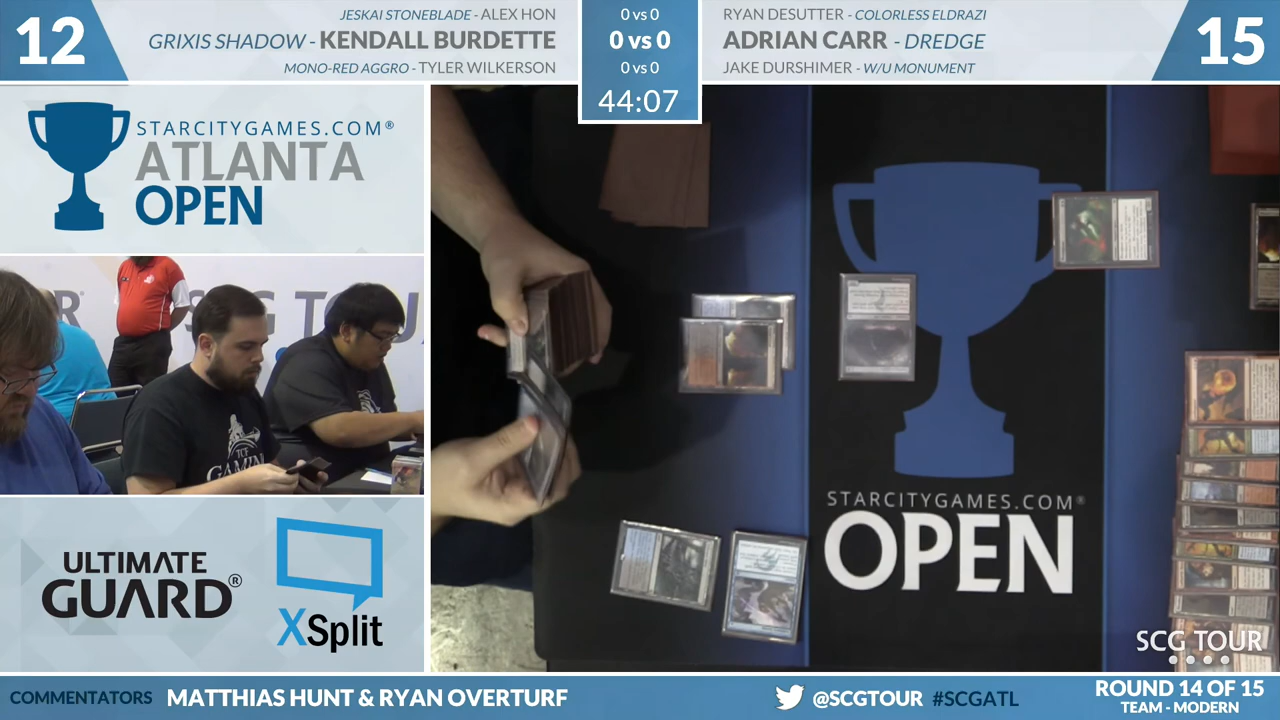 12
JESKAI STONEBLADE - ALEX HON
GRIXIS SHADOW - KENDALL BURDETTE
MONO-RED AGGRO - TYLER WILKERSON
0 vs 0
0 vs 0
0 vs 0
44:07
RYAN DESUTTER - COLORLESS ELDRAZI
ADRIAN CARR - DREDGE
JAKE DURSHIMER - W/U MONUMENT
15
STARCITYGAMES.COM®
ATLANTA
OPEN
TCF
GAMIN
ULTIMATE
GUARD®
XSplit
STARCITYGAMES.COM®
OPEN
SCG TOUR
COMMENTATORS MATTHIAS HUNT & RYAN OVERTURF
@SCGTOUR #SCGATL
ROUND 14 OF 15
TEAM - MODERN